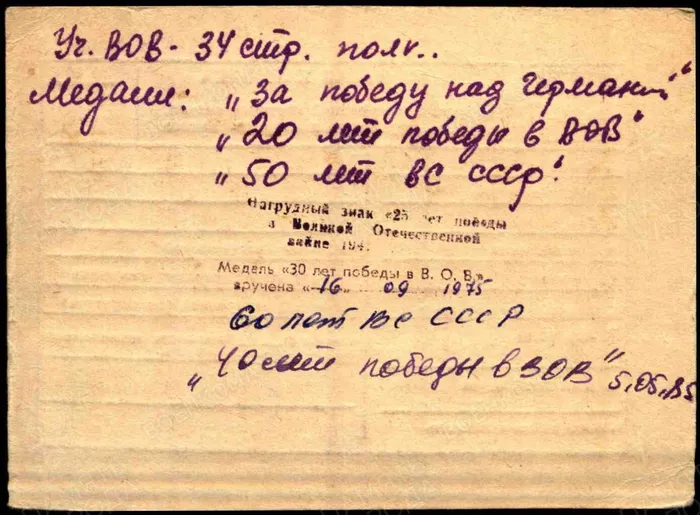 Уч. ВОВ - 34 стр. полк..
Медали: „За победу над Германией"
„20 лет победы в ВОВ"
„50 лет ВС СССР".
Нагрудный знак «25 лет победы
в Великой Отечественной
войне 194
Медаль «30 лет победы в В. О. В.»
вручена «16» 09 1975
60 лет ВС СССР
„40 лет победы в ВОВ" 5,05,85